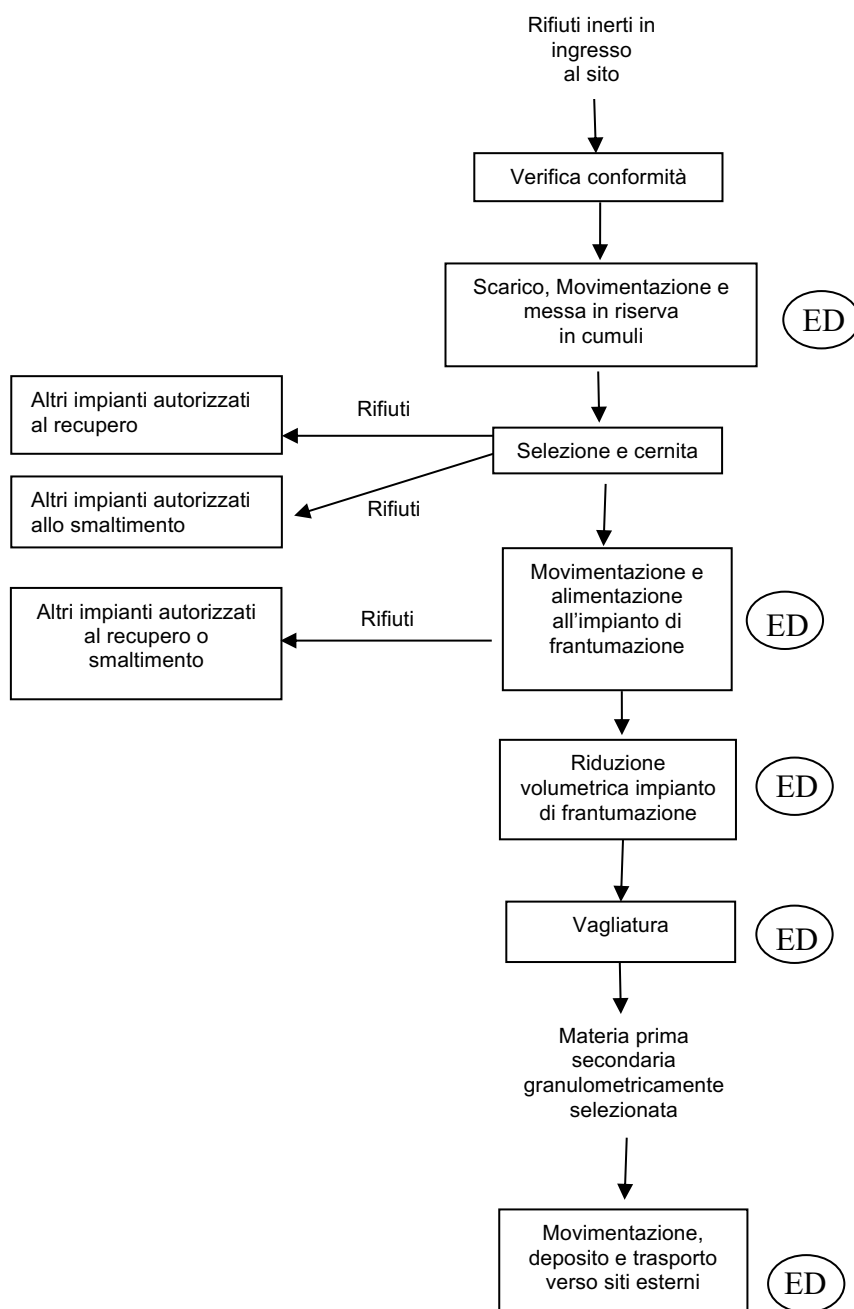 Rifiuti inerti in
ingresso
al sito
Verifica conformità
Scarico, Movimentazione e
messa in riserva
in cumuli
ED
Altri impianti autorizzati
al recupero
Rifiuti
Selezione e cernita
Altri impianti autorizzati
allo smaltimento
Rifiuti
Movimentazione e
alimentazione
all'impianto di
frantumazione
ED
Altri impianti autorizzati
al recupero o
smaltimento
Rifiuti
Riduzione
volumetrica impianto
di frantumazione
ED
Vagliatura
ED
Materia prima
secondaria
granulometricamente
selezionata
Movimentazione,
deposito e trasporto
verso siti esterni
ED